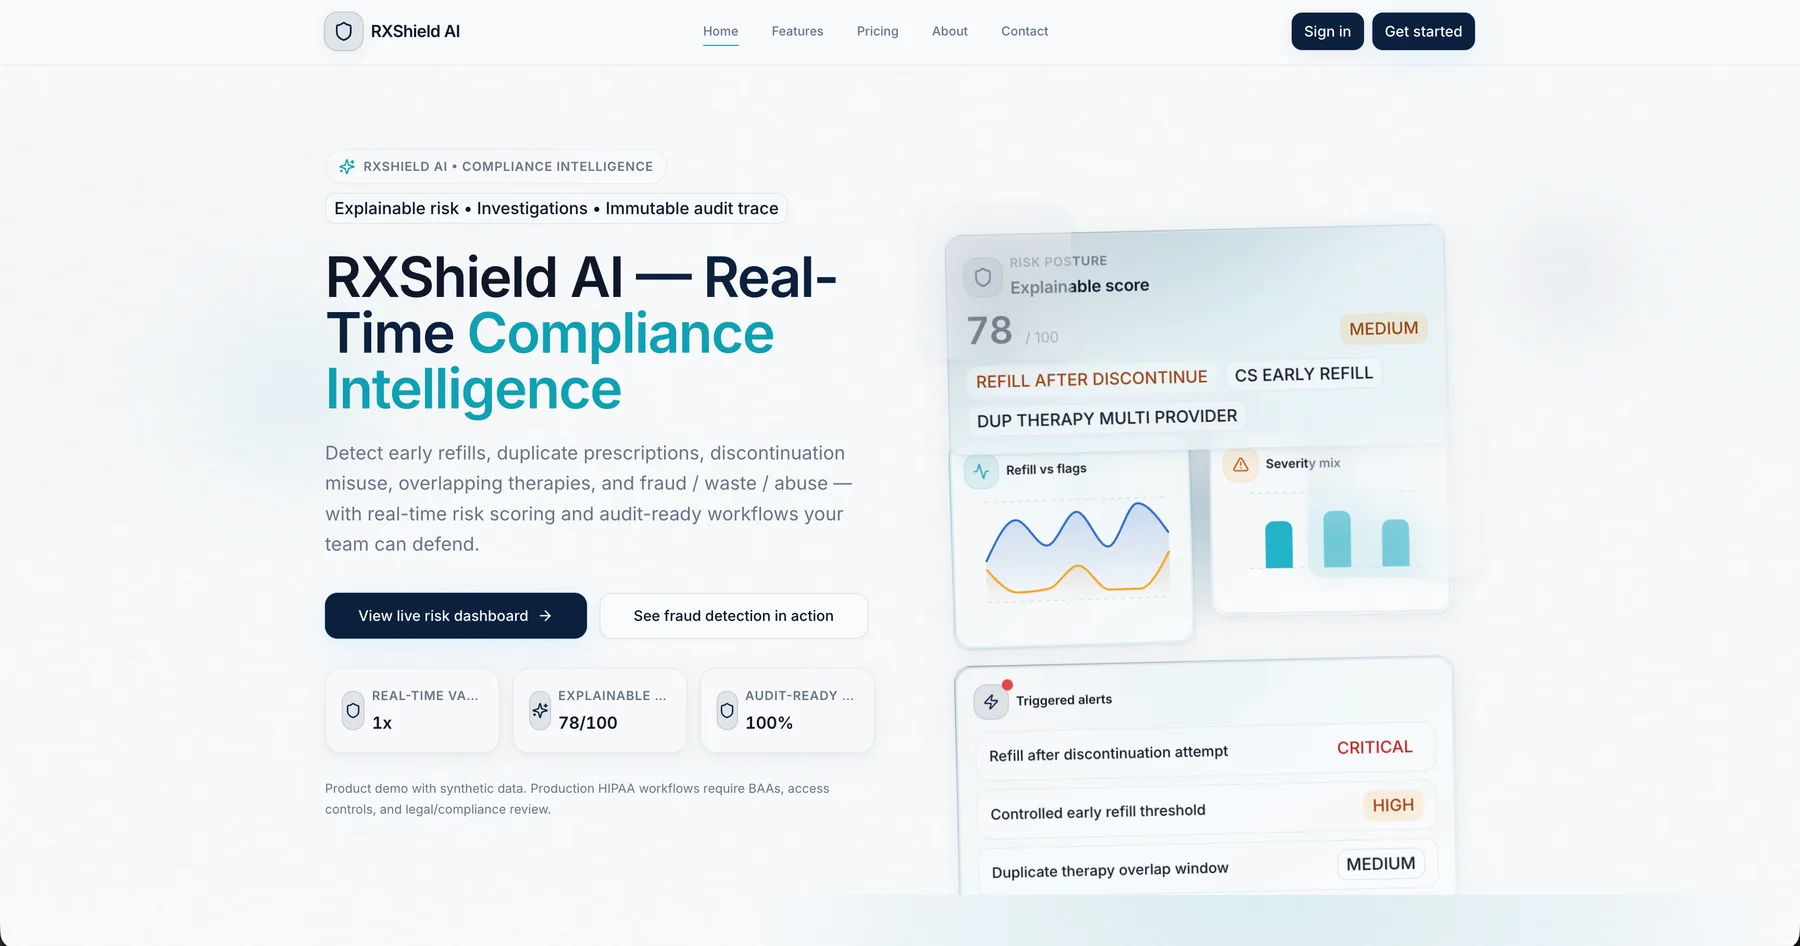 RXShield AI
Home
Features
Pricing
About
Contact
Sign in
Get started
RXSHIELD AI • COMPLIANCE INTELLIGENCE
Explainable risk • Investigations • Immutable audit trace
RXShield AI — Real-
Time Compliance
Intelligence
Detect early refills, duplicate prescriptions, discontinuation
misuse, overlapping therapies, and fraud / waste / abuse —
with real-time risk scoring and audit-ready workflows your
team can defend.
View live risk dashboard →
See fraud detection in action
REAL-TIME VA...
1x
EXPLAINABLE ...
78/100
AUDIT-READY ...
100%
Product demo with synthetic data. Production HIPAA workflows require BAAs, access
controls, and legal/compliance review.
RISK POSTURE
Explainable score
78 / 100
MEDIUM
REFILL AFTER DISCONTINUE
CS EARLY REFILL
DUP THERAPY MULTI PROVIDER
Refill vs flags
Severity mix
Triggered alerts
Refill after discontinuation attempt
CRITICAL
Controlled early refill threshold
HIGH
Duplicate therapy overlap window
MEDIUM